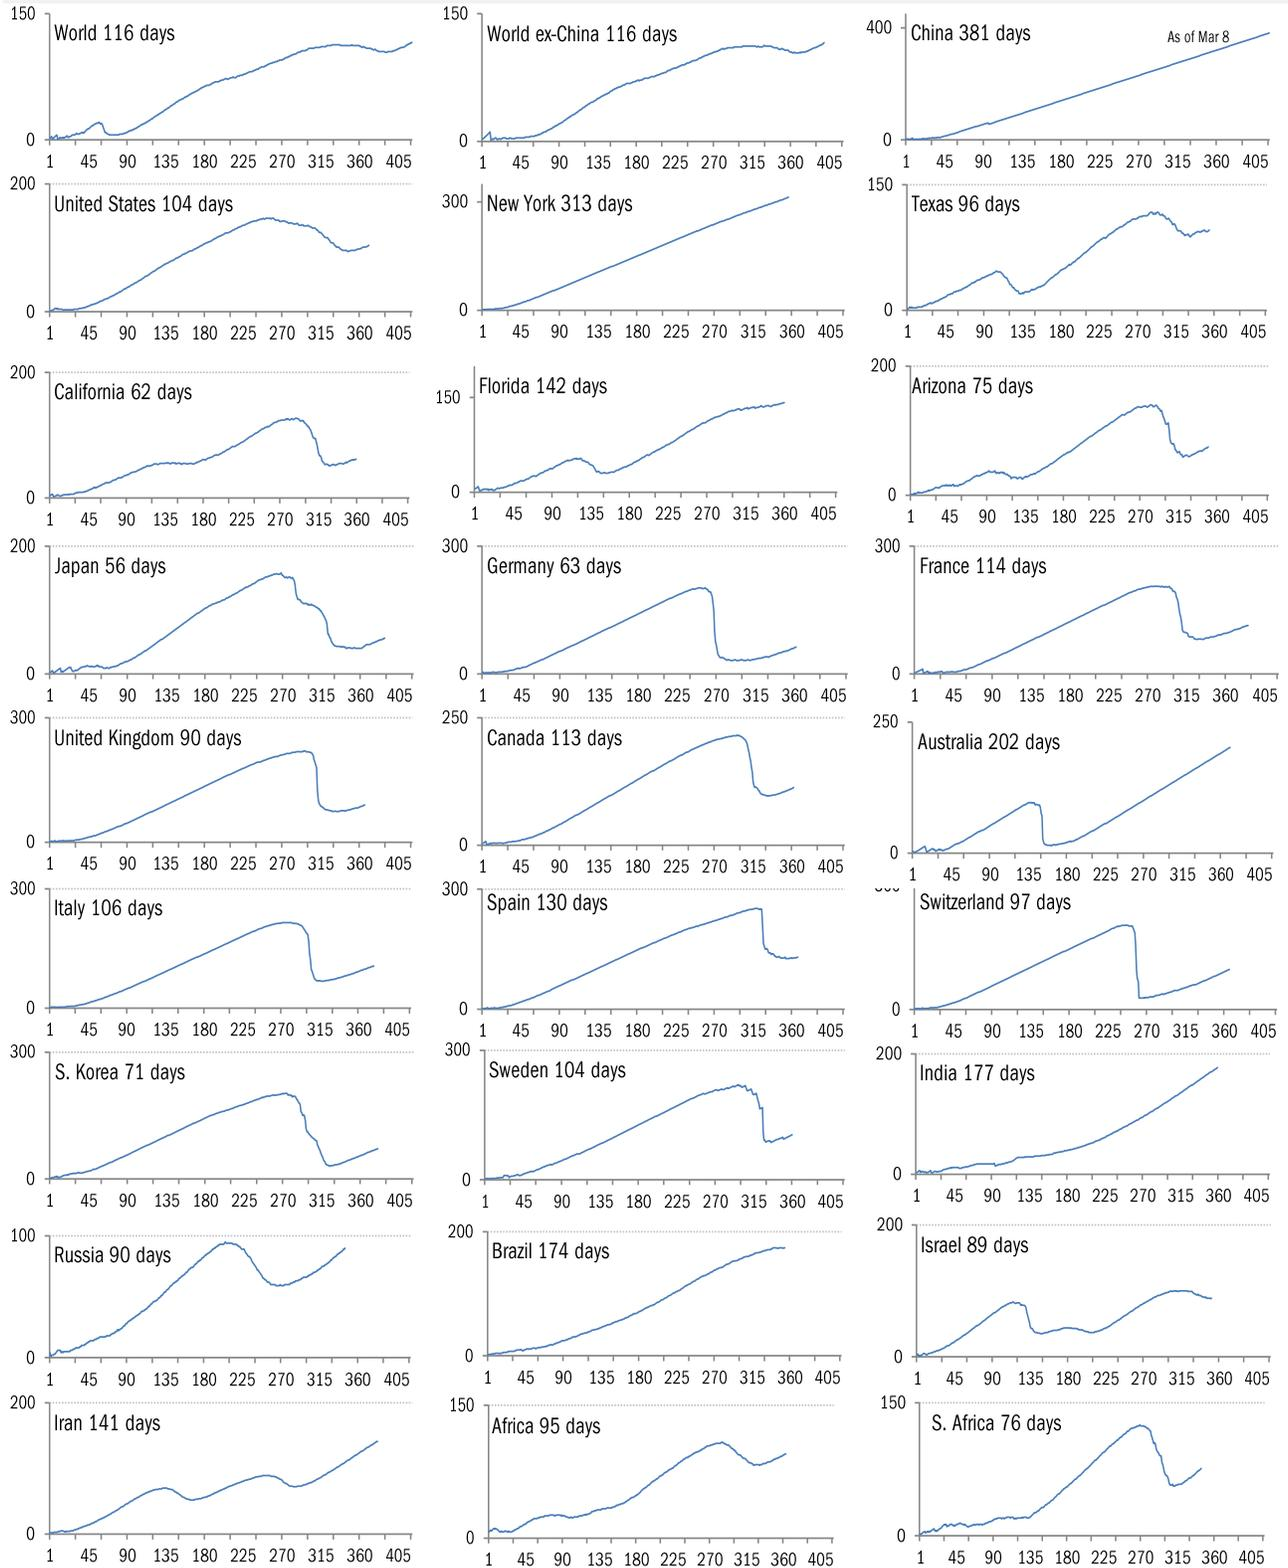 150
World 116 days
0
1 45 90 135 180 225 270 315 360 405
150
World ex-China 116 days
0
1 45 90 135 180 225 270 315 360 405
400
China 381 days
As of Mar 8
0
1 45 90 135 180 225 270 315 360 405
200
United States 104 days
0
1 45 90 135 180 225 270 315 360 405
300
New York 313 days
0
1 45 90 135 180 225 270 315 360 405
150
Texas 96 days
0
1 45 90 135 180 225 270 315 360 405
200
California 62 days
0
1 45 90 135 180 225 270 315 360 405
150
Florida 142 days
0
1 45 90 135 180 225 270 315 360 405
200
Arizona 75 days
0
1 45 90 135 180 225 270 315 360 405
200
Japan 56 days
0
1 45 90 135 180 225 270 315 360 405
300
Germany 63 days
0
1 45 90 135 180 225 270 315 360 405
300
France 114 days
0
1 45 90 135 180 225 270 315 360 405
300
United Kingdom 90 days
0
1 45 90 135 180 225 270 315 360 405
250
Canada 113 days
0
1 45 90 135 180 225 270 315 360 405
250
Australia 202 days
0
1 45 90 135 180 225 270 315 360 405
300
Italy 106 days
0
1 45 90 135 180 225 270 315 360 405
300
Spain 130 days
0
1 45 90 135 180 225 270 315 360 405
Switzerland 97 days
0
1 45 90 135 180 225 270 315 360 405
300
S. Korea 71 days
0
1 45 90 135 180 225 270 315 360 405
300
Sweden 104 days
0
1 45 90 135 180 225 270 315 360 405
200
India 177 days
0
1 45 90 135 180 225 270 315 360 405
100
Russia 90 days
50
0
1 45 90 135 180 225 270 315 360 405
200
Brazil 174 days
0
1 45 90 135 180 225 270 315 360 405
200
Israel 89 days
0
1 45 90 135 180 225 270 315 360 405
200
Iran 141 days
0
1 45 90 135 180 225 270 315 360 405
150
Africa 95 days
0
1 45 90 135 180 225 270 315 360 405
150
S. Africa 76 days
0
1 45 90 135 180 225 270 315 360 405